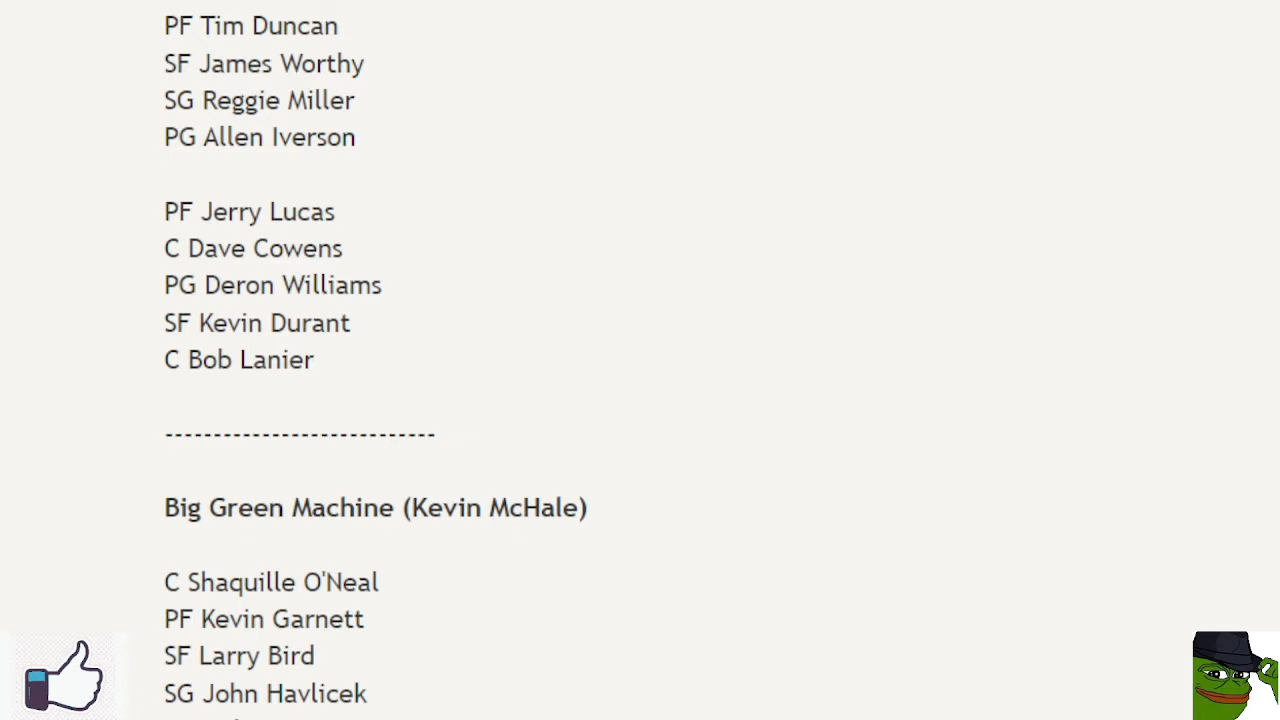 PF Tim Duncan
SF James Worthy
SG Reggie Miller
PG Allen Iverson
PF Jerry Lucas
C Dave Cowens
PG Deron Williams
SF Kevin Durant
C Bob Lanier
----------------------------
Big Green Machine (Kevin McHale)
C Shaquille O'Neal
PF Kevin Garnett
SF Larry Bird
SG John Havlicek